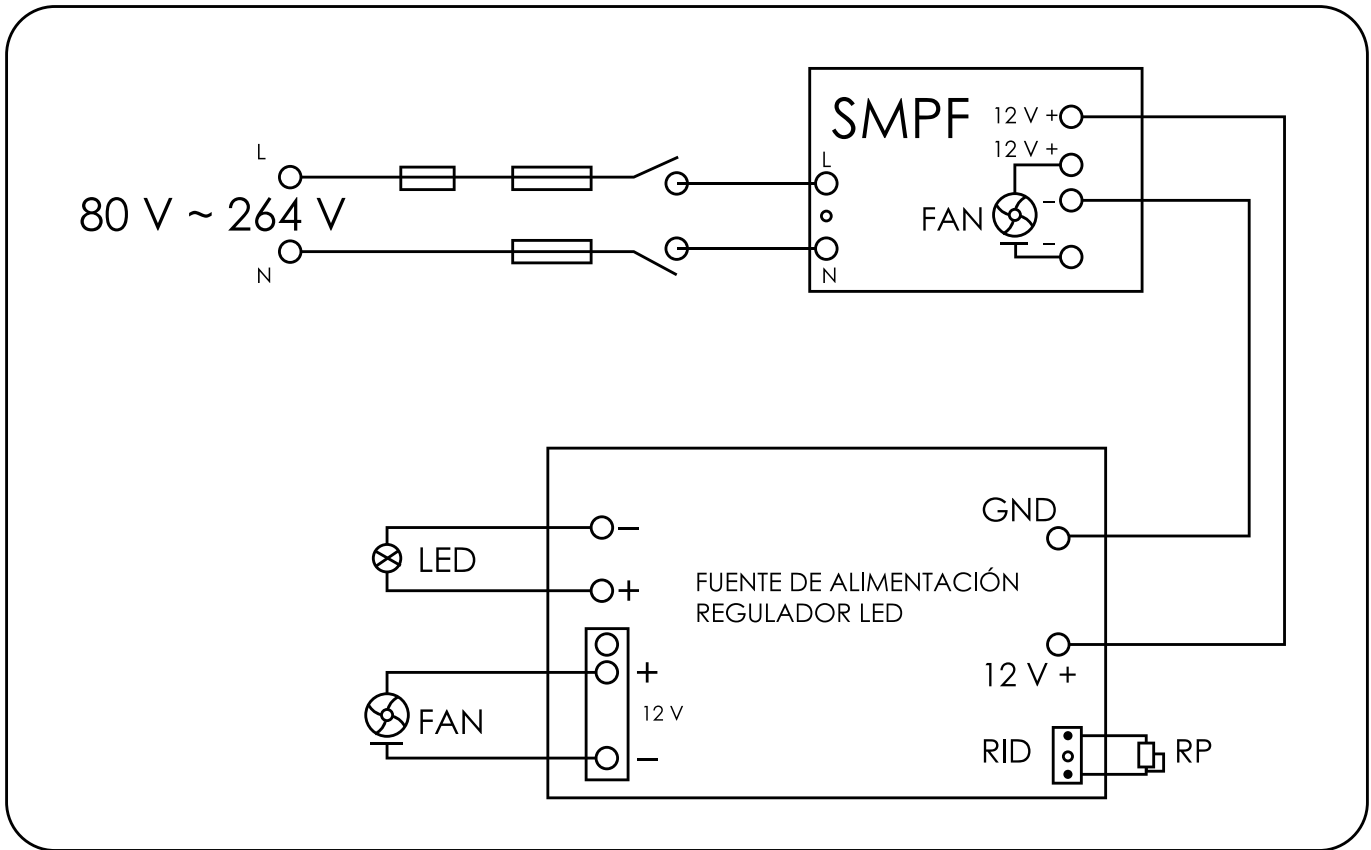 L
80 V ~ 264 V
N
SMPF
12 V +
12 V +
L
FAN
−
−
N
GND
−
LED
+
FUENTE DE ALIMENTACIÓN
REGULADOR LED
+
12 V +
12 V
FAN
−
RID
RP